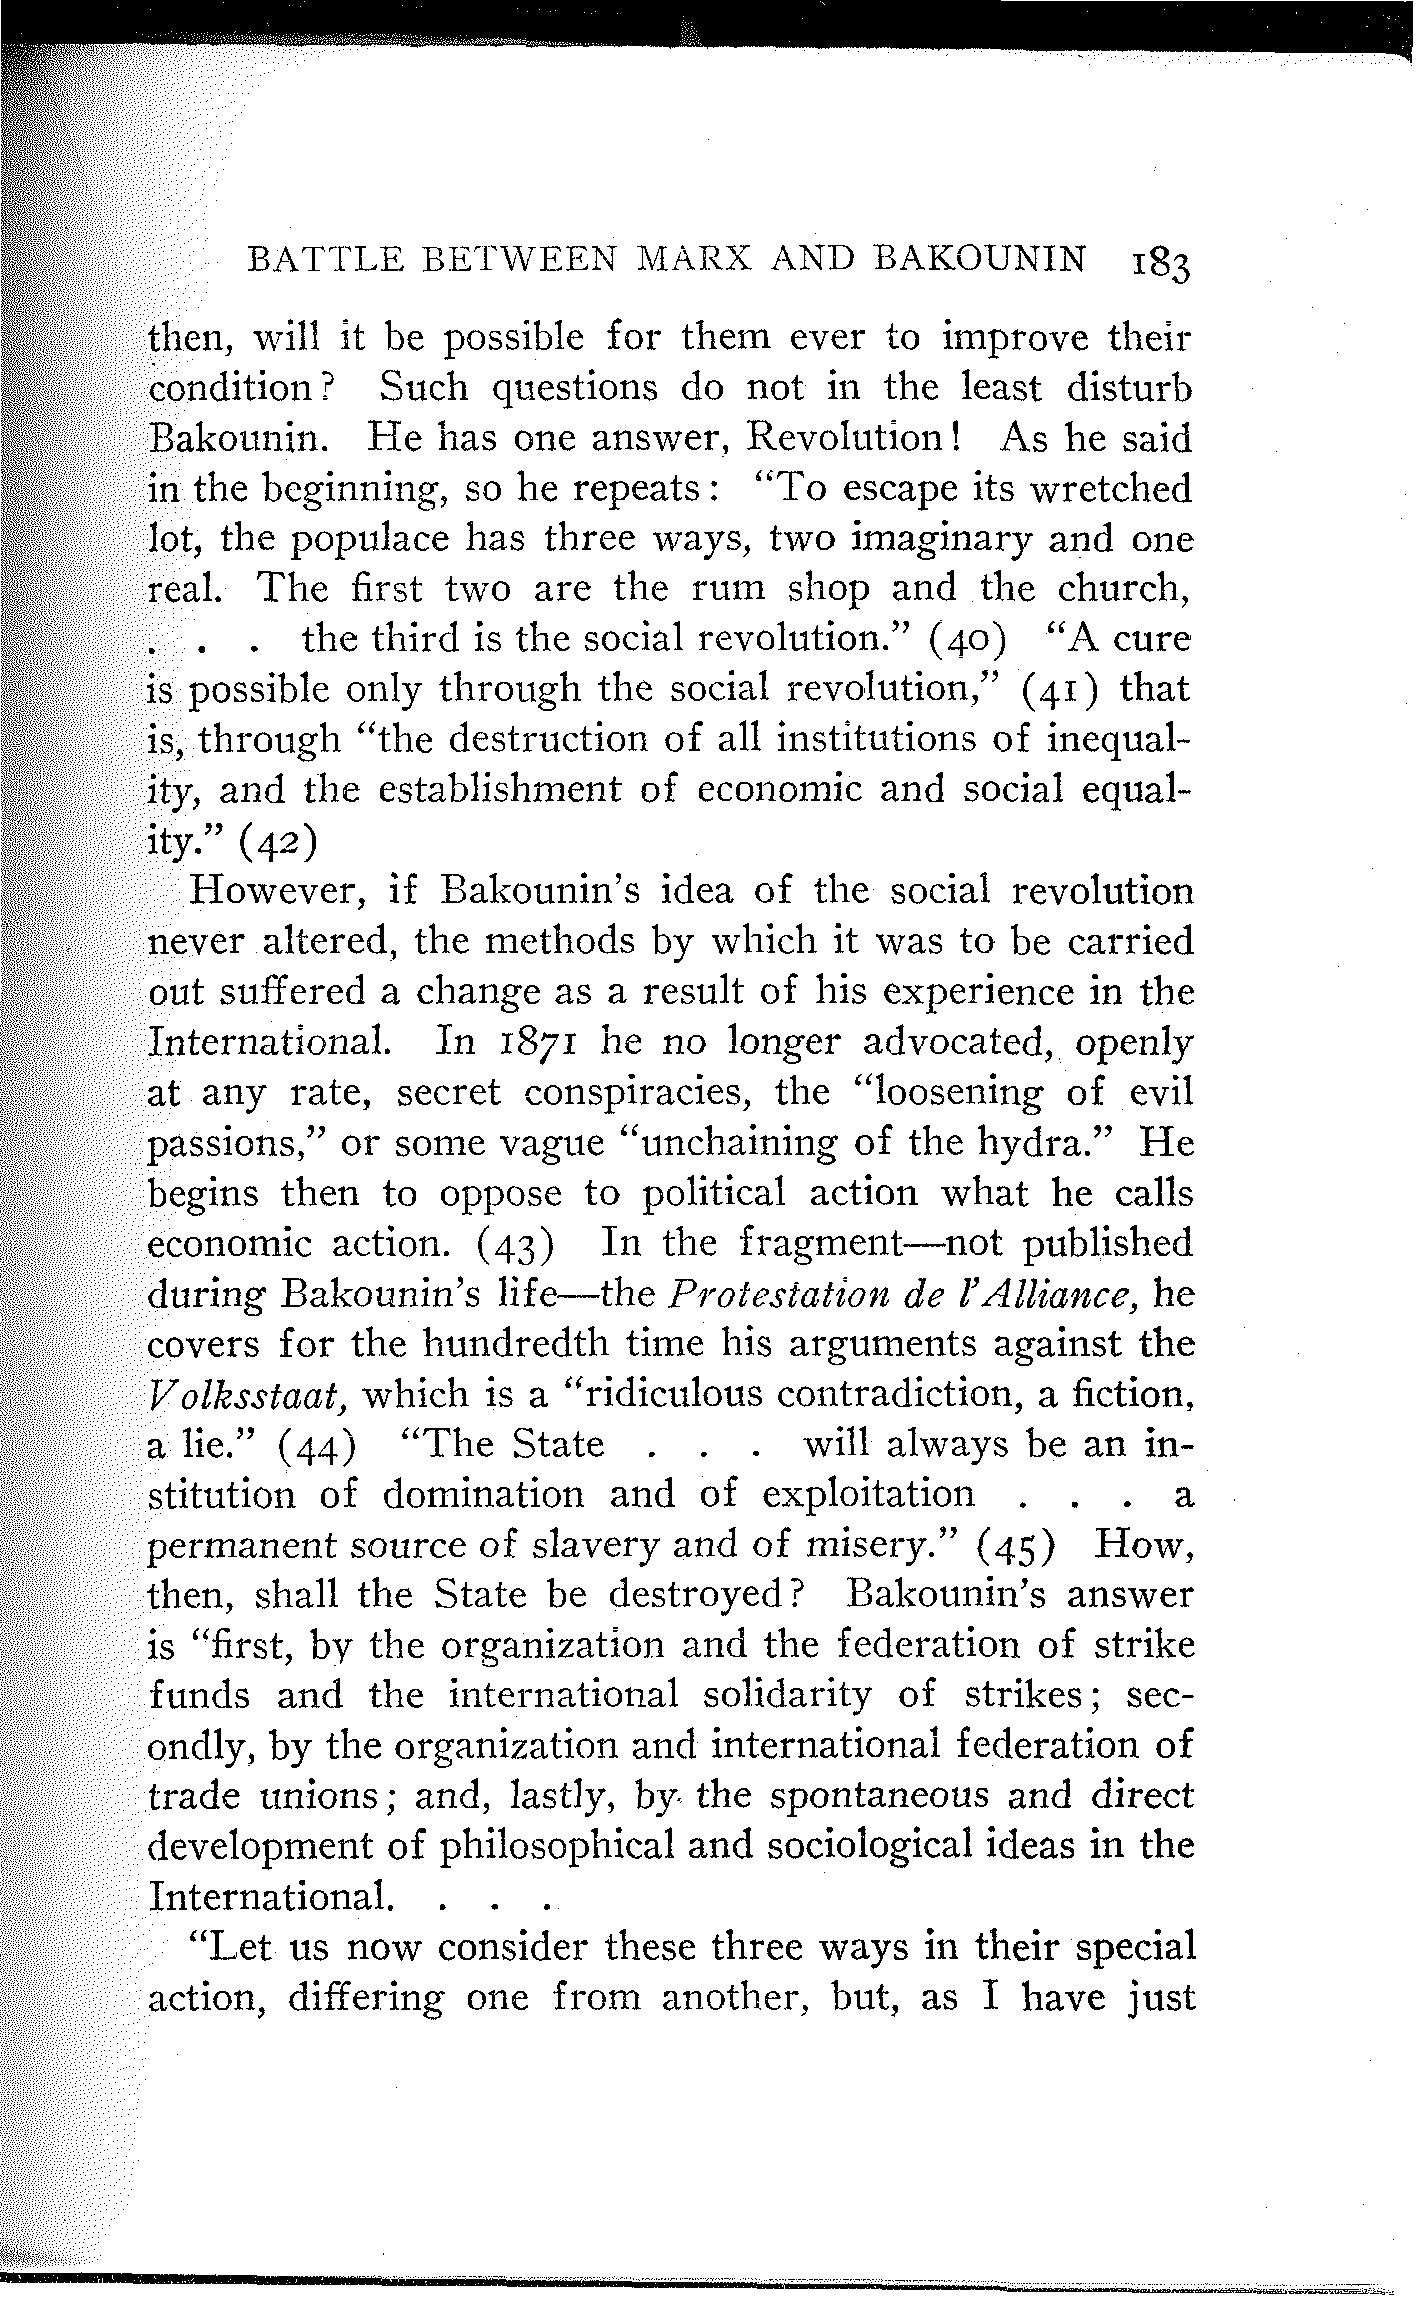 BATTLE BETWEEN MARX AND BAKOUNIN 183
then, will it be possible for them ever to improve their
condition? Such questions do not in the least disturb
Bakounin. He has one answer, Revolution! As he said
in the beginning, so he repeats: “To escape its wretched
lot, the populace has three ways, two imaginary and one
real. The first two are the rum shop and the church,
. . . the third is the social revolution.” (40) “A cure
is possible only through the social revolution,” (41) that
is, through “the destruction of all institutions of inequal-
ity, and the establishment of economic and social equal-
ity.” (42)
However, if Bakounin’s idea of the social revolution
never altered, the methods by which it was to be carried
out suffered a change as a result of his experience in the
International. In 1871 he no longer advocated, openly
at any rate, secret conspiracies, the “loosening of evil
passions,” or some vague “unchaining of the hydra.” He
begins then to oppose to political action what he calls
economic action. (43) In the fragment—not published
during Bakounin’s life—the Protestation de l’Alliance, he
covers for the hundredth time his arguments against the
Volksstaat, which is a “ridiculous contradiction, a fiction,
a lie.” (44) “The State . . . will always be an in-
stitution of domination and of exploitation . . . a
permanent source of slavery and of misery.” (45) How,
then, shall the State be destroyed? Bakounin’s answer
is “first, by the organization and the federation of strike
funds and the international solidarity of strikes; sec-
ondly, by the organization and international federation of
trade unions; and, lastly, by the spontaneous and direct
development of philosophical and sociological ideas in the
International. . . .
“Let us now consider these three ways in their special
action, differing one from another, but, as I have just